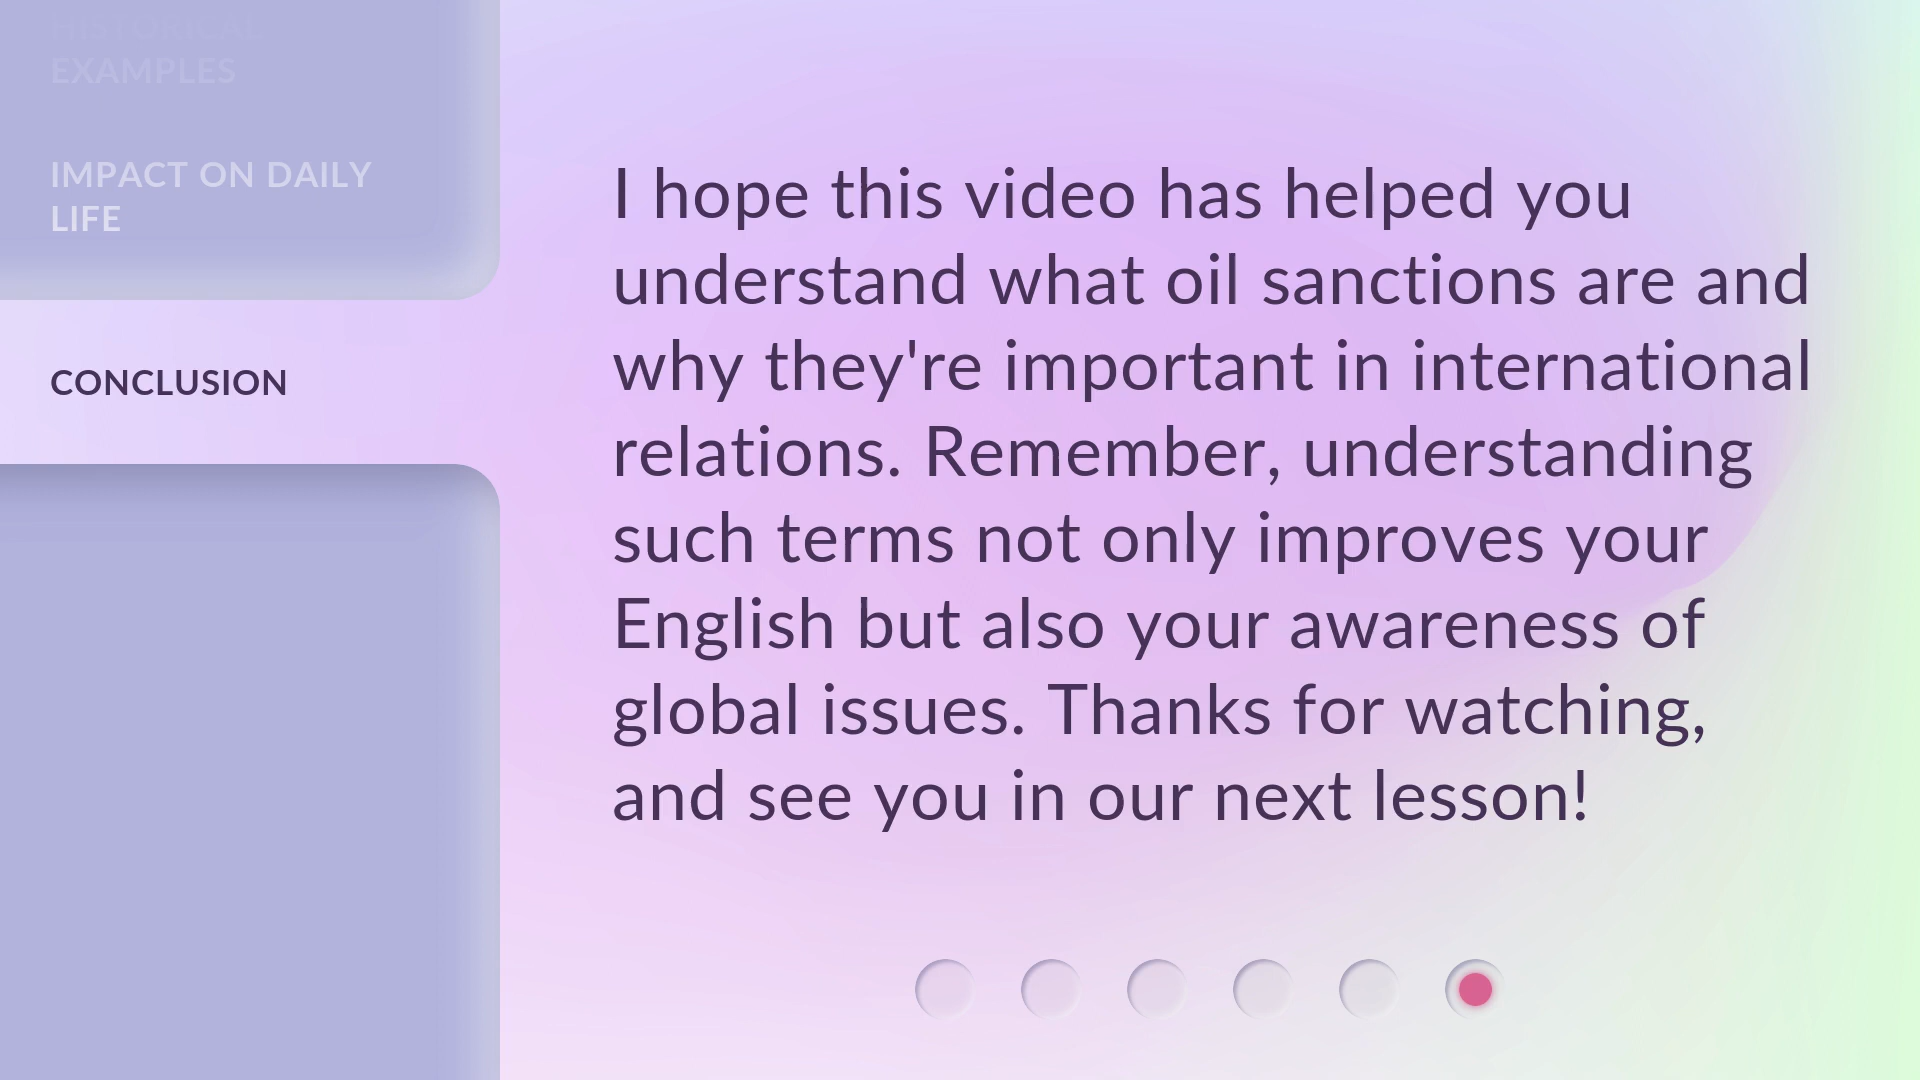 HISTORICAL
EXAMPLES
IMPACT ON DAILY
LIFE
CONCLUSION
I hope this video has helped you
understand what oil sanctions are and
why they're important in international
relations. Remember, understanding
such terms not only improves your
English but also your awareness of
global issues. Thanks for watching,
and see you in our next lesson!